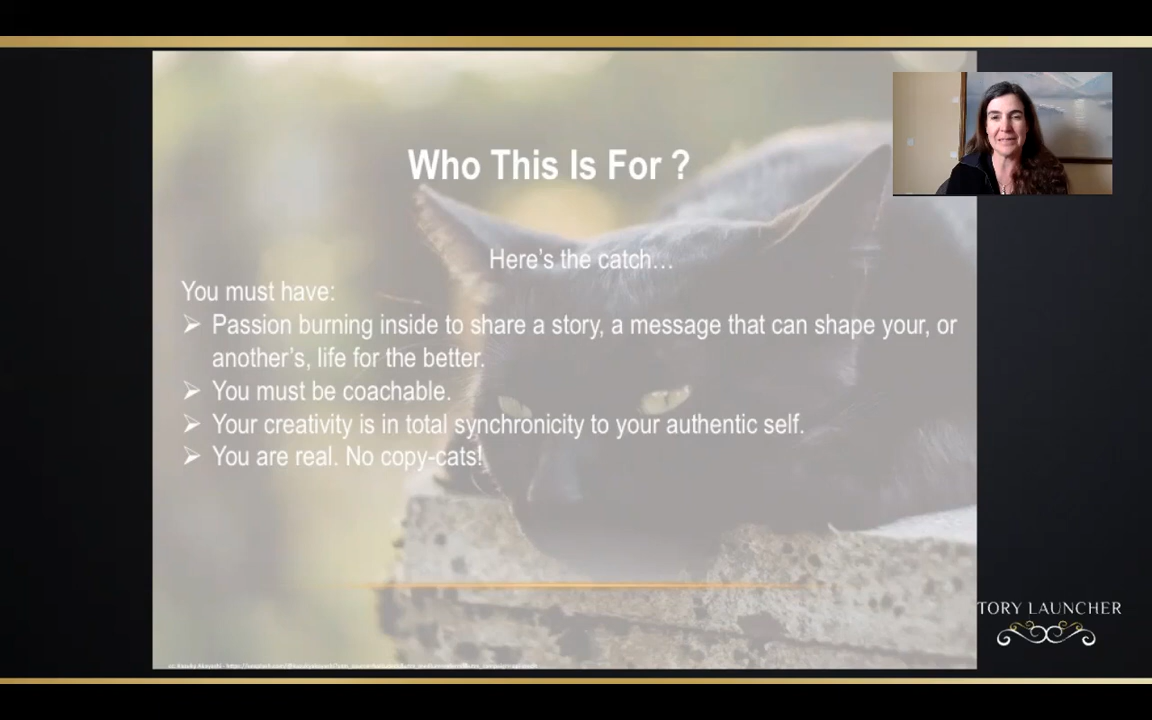 Who This Is For ?
Here's the catch…
You must have:
➢ Passion burning inside to share a story, a message that can shape your, or
another's, life for the better.
➢ You must be coachable.
➢ Your creativity is in total synchronicity to your authentic self.
➢ You are real. No copy-cats!
TORY LAUNCHER